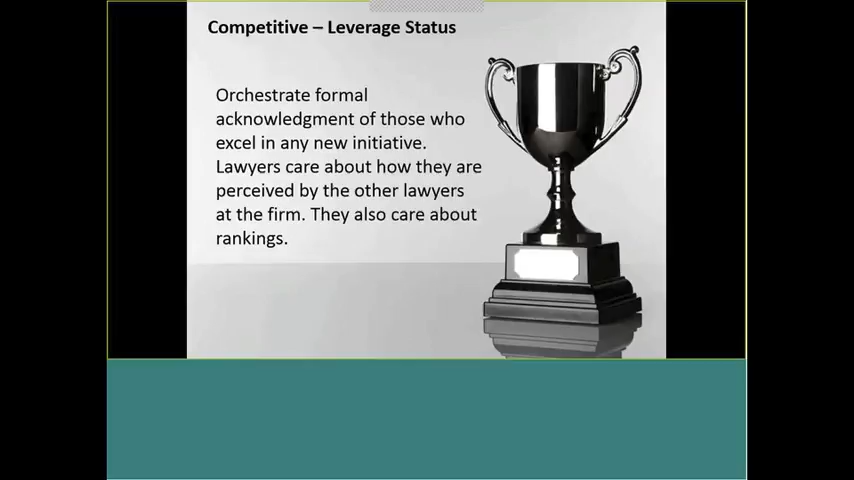 Competitive – Leverage Status
Orchestrate formal
acknowledgment of those who
excel in any new initiative.
Lawyers care about how they are
perceived by the other lawyers
at the firm. They also care about
rankings.